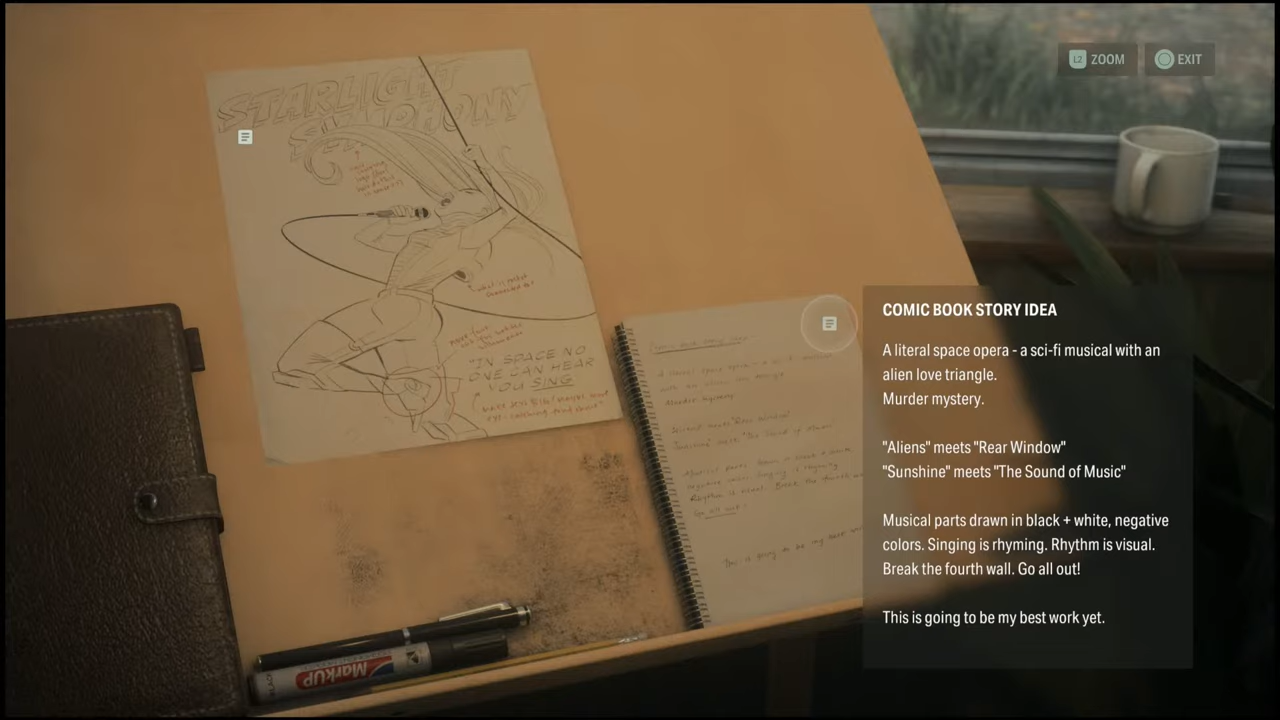 STARLIGHT
SYMPHONY
"IN SPACE NO
ONE CAN HEAR
YOU SING"
L2 ZOOM
EXIT
COMIC BOOK STORY IDEA
A literal space opera - a sci-fi musical with an
alien love triangle.
Murder mystery.
"Aliens" meets "Rear Window"
"Sunshine" meets "The Sound of Music"
Musical parts drawn in black + white, negative
colors. Singing is rhyming. Rhythm is visual.
Break the fourth wall. Go all out!
This is going to be my best work yet.
MarkUP
BLACK